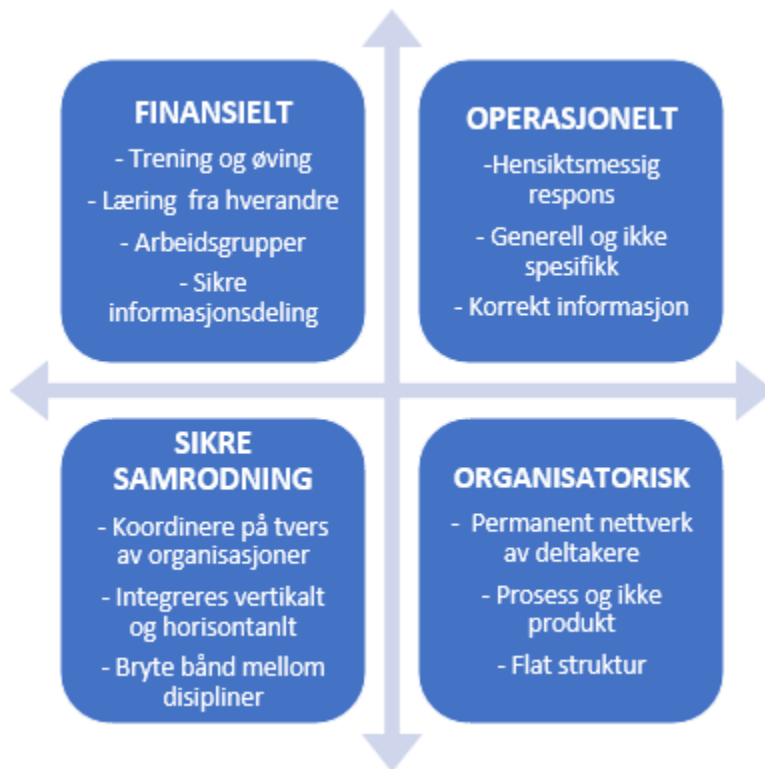 FINANSIELT
- Trening og øving
- Læring fra hverandre
- Arbeidsgrupper
- Sikre
informasjonsdeling
OPERASJONELT
-Hensiktsmessig
respons
- Generell og ikke
spesifikk
- Korrekt informasjon
SIKRE
SAMRODNING
- Koordinere på tvers
av organisasjoner
- Integreres vertikalt
og horisontanlt
- Bryte bånd mellom
disipliner
ORGANISATORISK
- Permanent nettverk
av deltakere
- Prosess og ikke
produkt
- Flat struktur